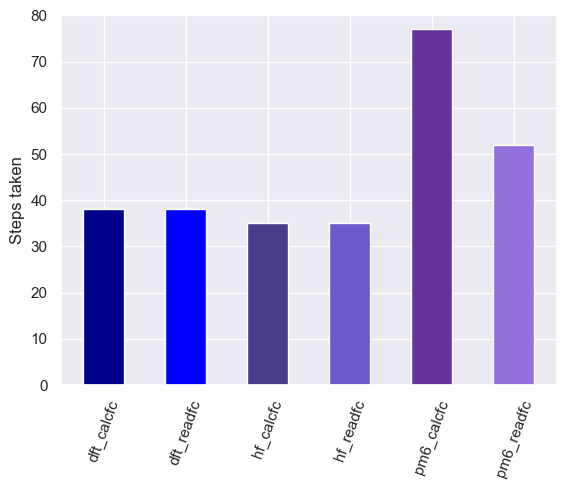 80
70
60
50
40
30
20
10
0
Steps taken
dft_calcfc
dft_readfc
hf_calcfc
hf_readfc
pm6_calcfc
pm6_readfc